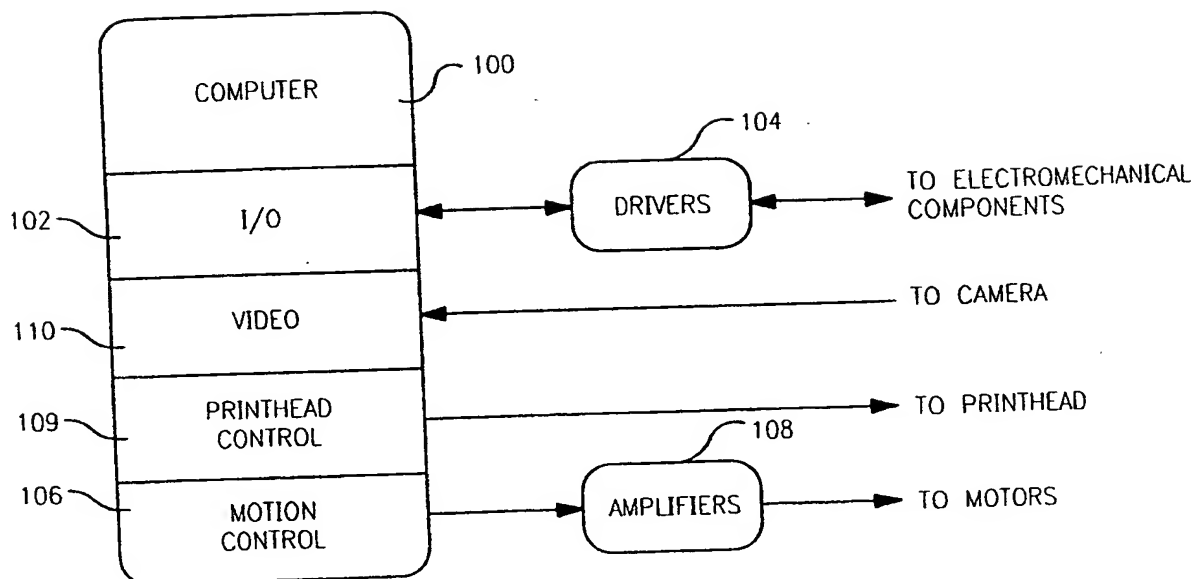 COMPUTER
100
104
102
I/O
DRIVERS
TO ELECTROMECHANICAL
COMPONENTS
110
VIDEO
TO CAMERA
109
PRINTHEAD
CONTROL
TO PRINTHEAD
108
106
MOTION
CONTROL
AMPLIFIERS
TO MOTORS